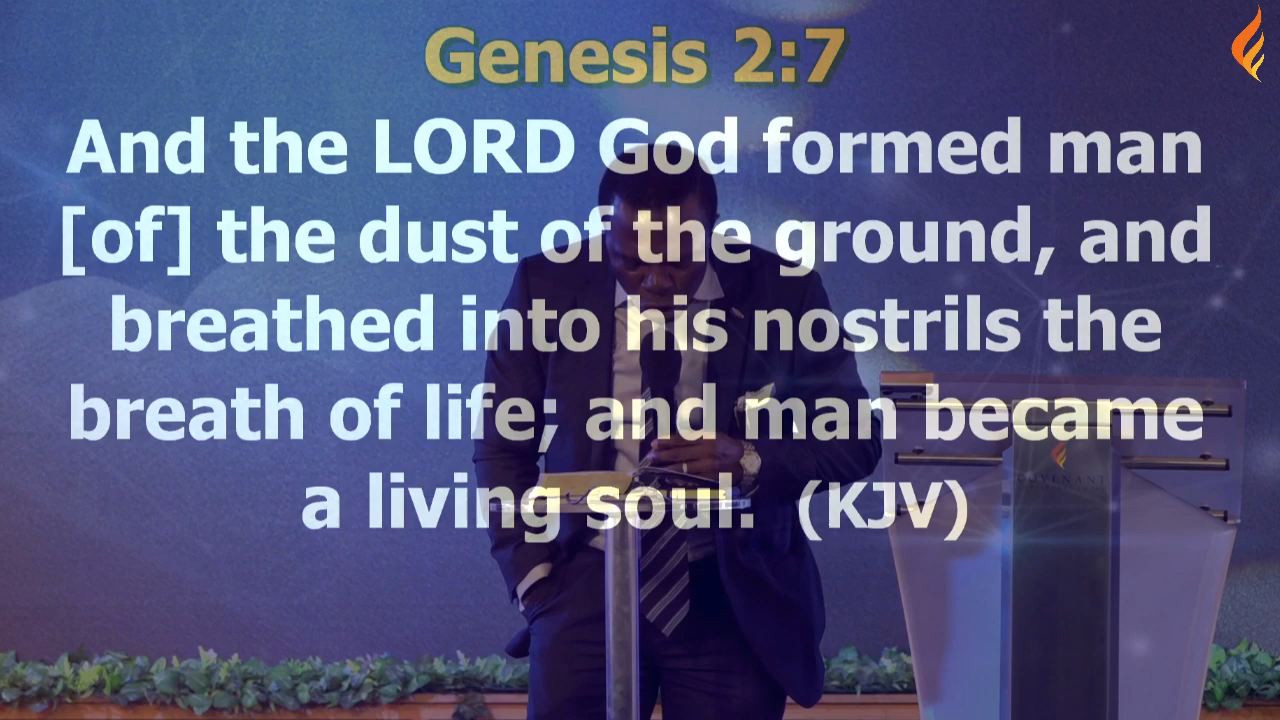 Genesis 2:7
And the LORD God formed man
[of] the dust of the ground, and
breathed into his nostrils the
breath of life; and man became
a living soul. (KJV)
COVENANT